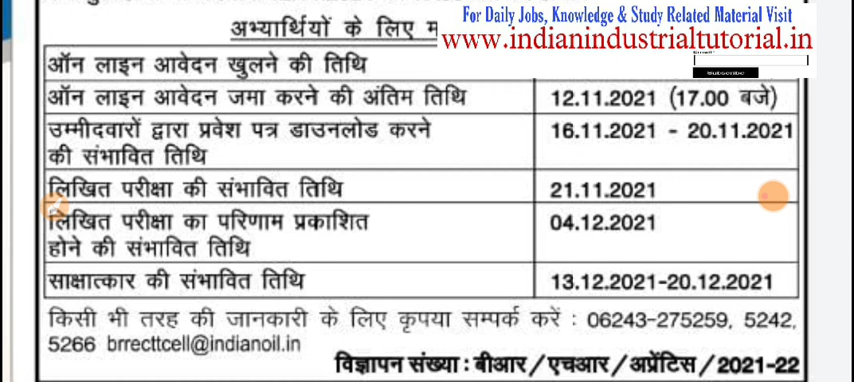 For Daily Jobs, Knowledge & Study Related Material Visit
अभ्यार्थियों के लिए
www.indianindustrialtutorial.in
ऑन लाइन आवेदन खुलने की तिथि
Subscribe
ऑन लाइन आवेदन जमा करने की अंतिम तिथि 12.11.2021 (17.00 बजे)
उम्मीदवारों द्वारा प्रवेश पत्र डाउनलोड करने 16.11.2021 - 20.11.2021
की संभावित तिथि
लिखित परीक्षा की संभावित तिथि 21.11.2021
लिखित परीक्षा का परिणाम प्रकाशित 04.12.2021
होने की संभावित तिथि
साक्षात्कार की संभावित तिथि 13.12.2021-20.12.2021
किसी भी तरह की जानकारी के लिए कृपया सम्पर्क करें : 06243-275259, 5242,
5266 brrecttcell@indianoil.in
विज्ञापन संख्या : बीआर/एचआर/अप्रेंटिस/2021-22